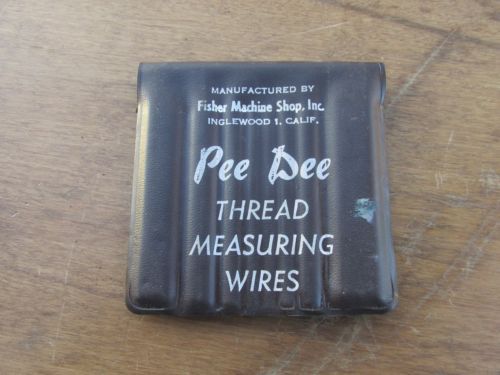 MANUFACTURED BY
Fisher Machine Shop, Inc.
INGLEWOOD 1, CALIF.
Pee Dee
THREAD
MEASURING
WIRES